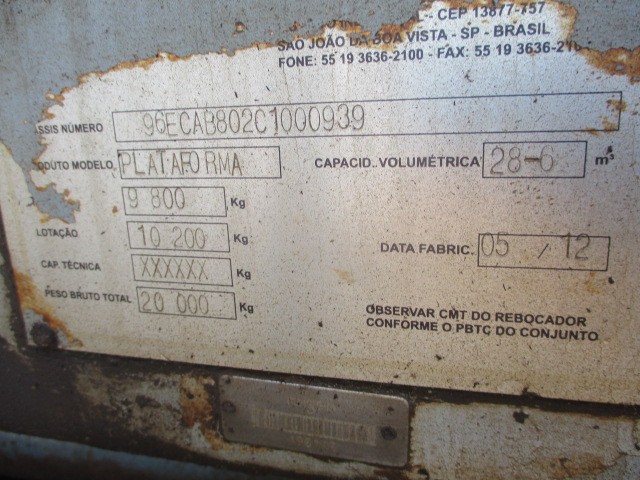 L - CEP 13877-757
SÃO JOÃO DA BOA VISTA - SP - BRASIL
FONE: 55 19 3636-2100 - FAX: 55 19 3636-2
SSIS NÚMERO 96ECAB802C1000939
ODUTO MODELO PLATAFORMA CAPACID. VOLUMÉTRICA 28-6 m³
9 800 Kg
LOTAÇÃO 10 200 Kg DATA FABRIC. 05 / 12
CAP. TÉCNICA XXXXXX Kg
PESO BRUTO TOTAL 20 000 Kg
OBSERVAR CMT DO REBOCADOR
CONFORME O PBTC DO CONJUNTO